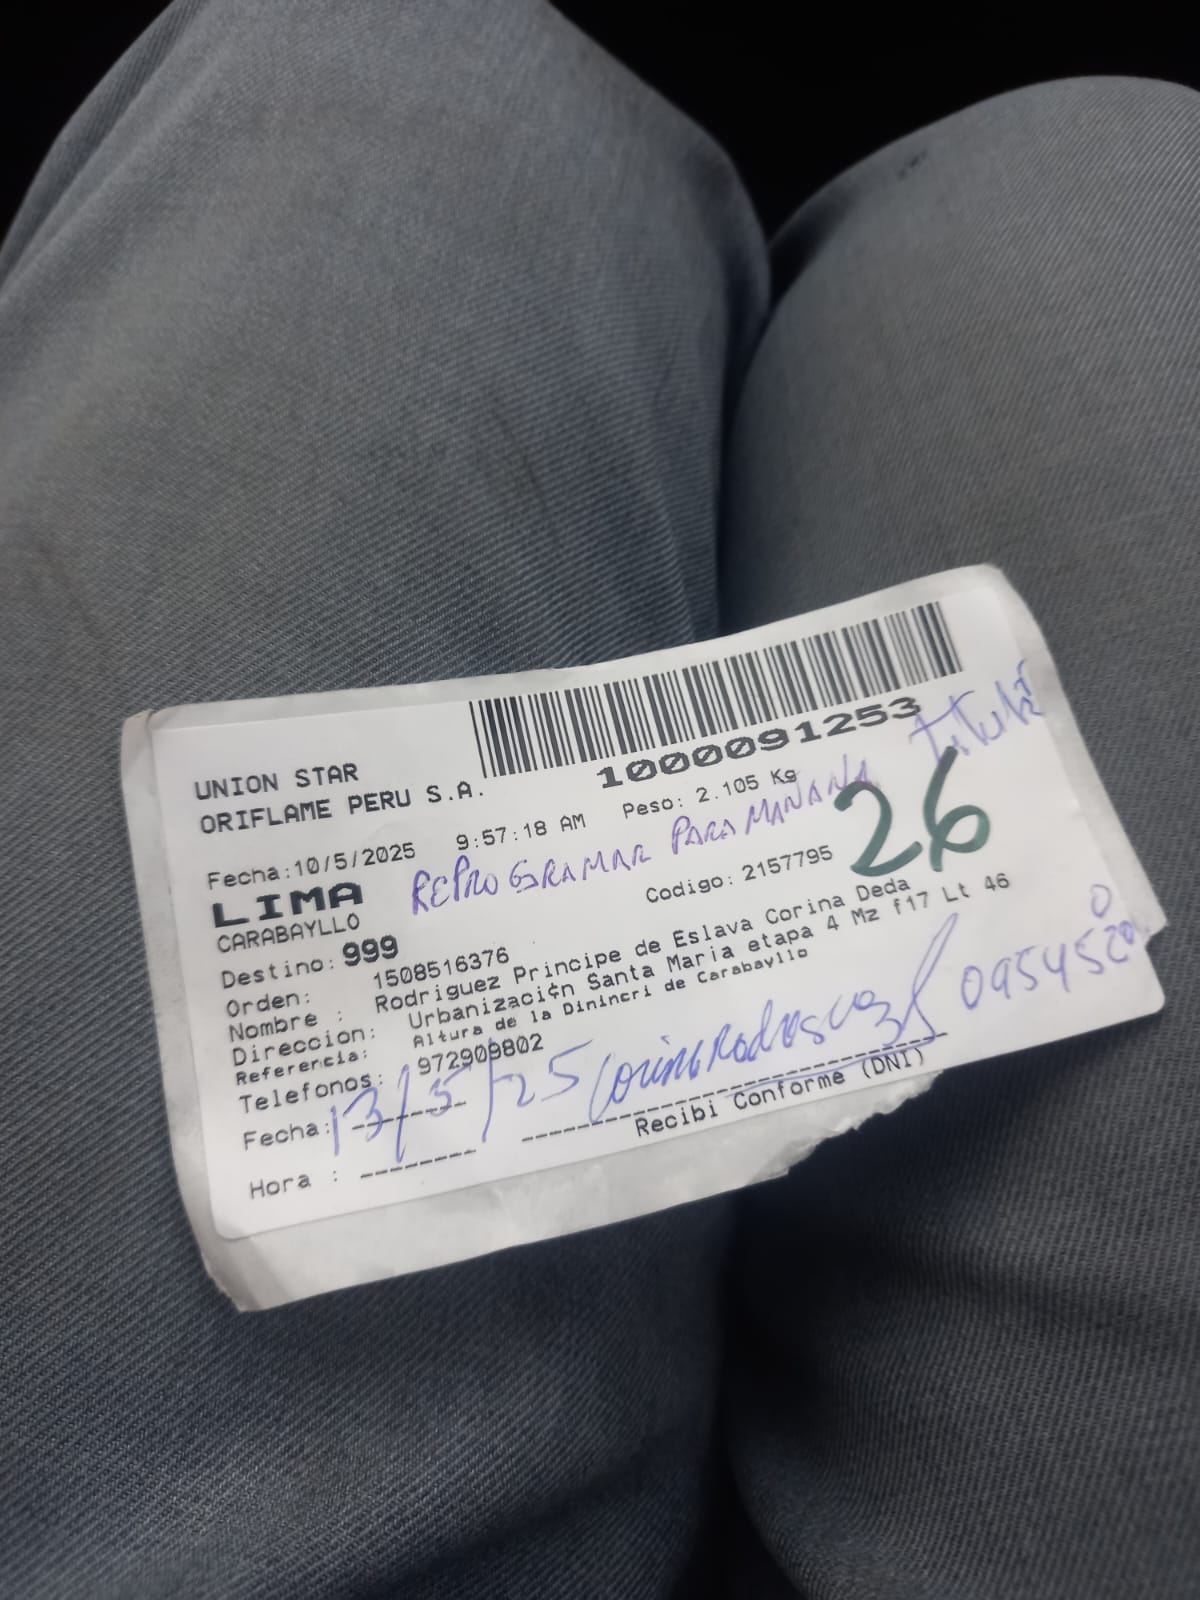 1000091253
UNION STAR
ORIFLAME PERU S.A.
Fecha:10/5/2025 9:57:18 AM Peso: 2.105 Kg
REPROGRAMAR PARA MAÑANA
26
LIMA
CARABAYLLO
Codigo: 2157795
Destino: 999
Orden: 1508516376
Nombre : Rodriguez Principe de Eslava Corina Deda
Direccion: Urbanizaci¢n Santa Maria etapa 4 Mz f17 Lt 46
Referencia: Altura de la Dinincri de Carabayllo
Telefonos: 972909802
Fecha: 13/5/25
Recibi Conforme (DNI)
Hora :